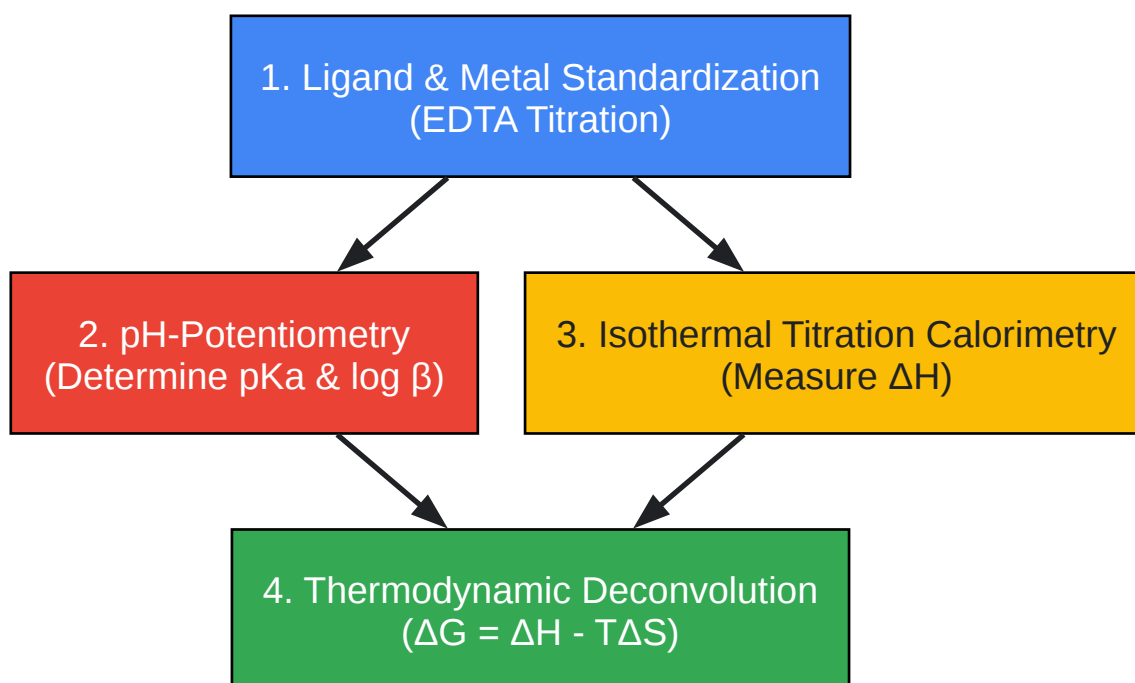 1. Ligand & Metal Standardization
(EDTA Titration)
2. pH-Potentiometry
(Determine pKa & log β)
3. Isothermal Titration Calorimetry
(Measure ΔH)
4. Thermodynamic Deconvolution
(ΔG = ΔH - TΔS)